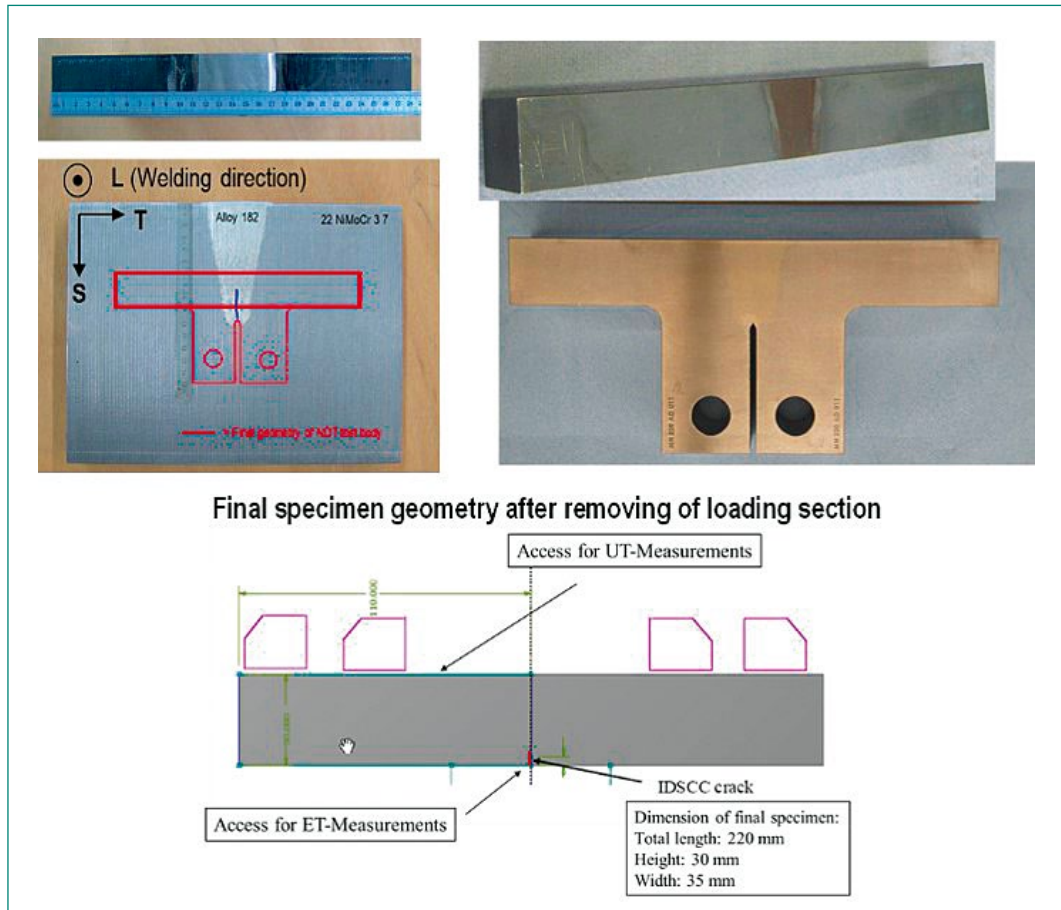 L (Welding direction)
T
S
Alloy 182
22 NiMoCr 3 7
= Final geometry of NDT-test body
Final specimen geometry after removing of loading section
Access for UT-Measurements
110.000
Access for ET-Measurements
IDSCC crack
Dimension of final specimen:
Total length: 220 mm
Height: 30 mm
Width: 35 mm